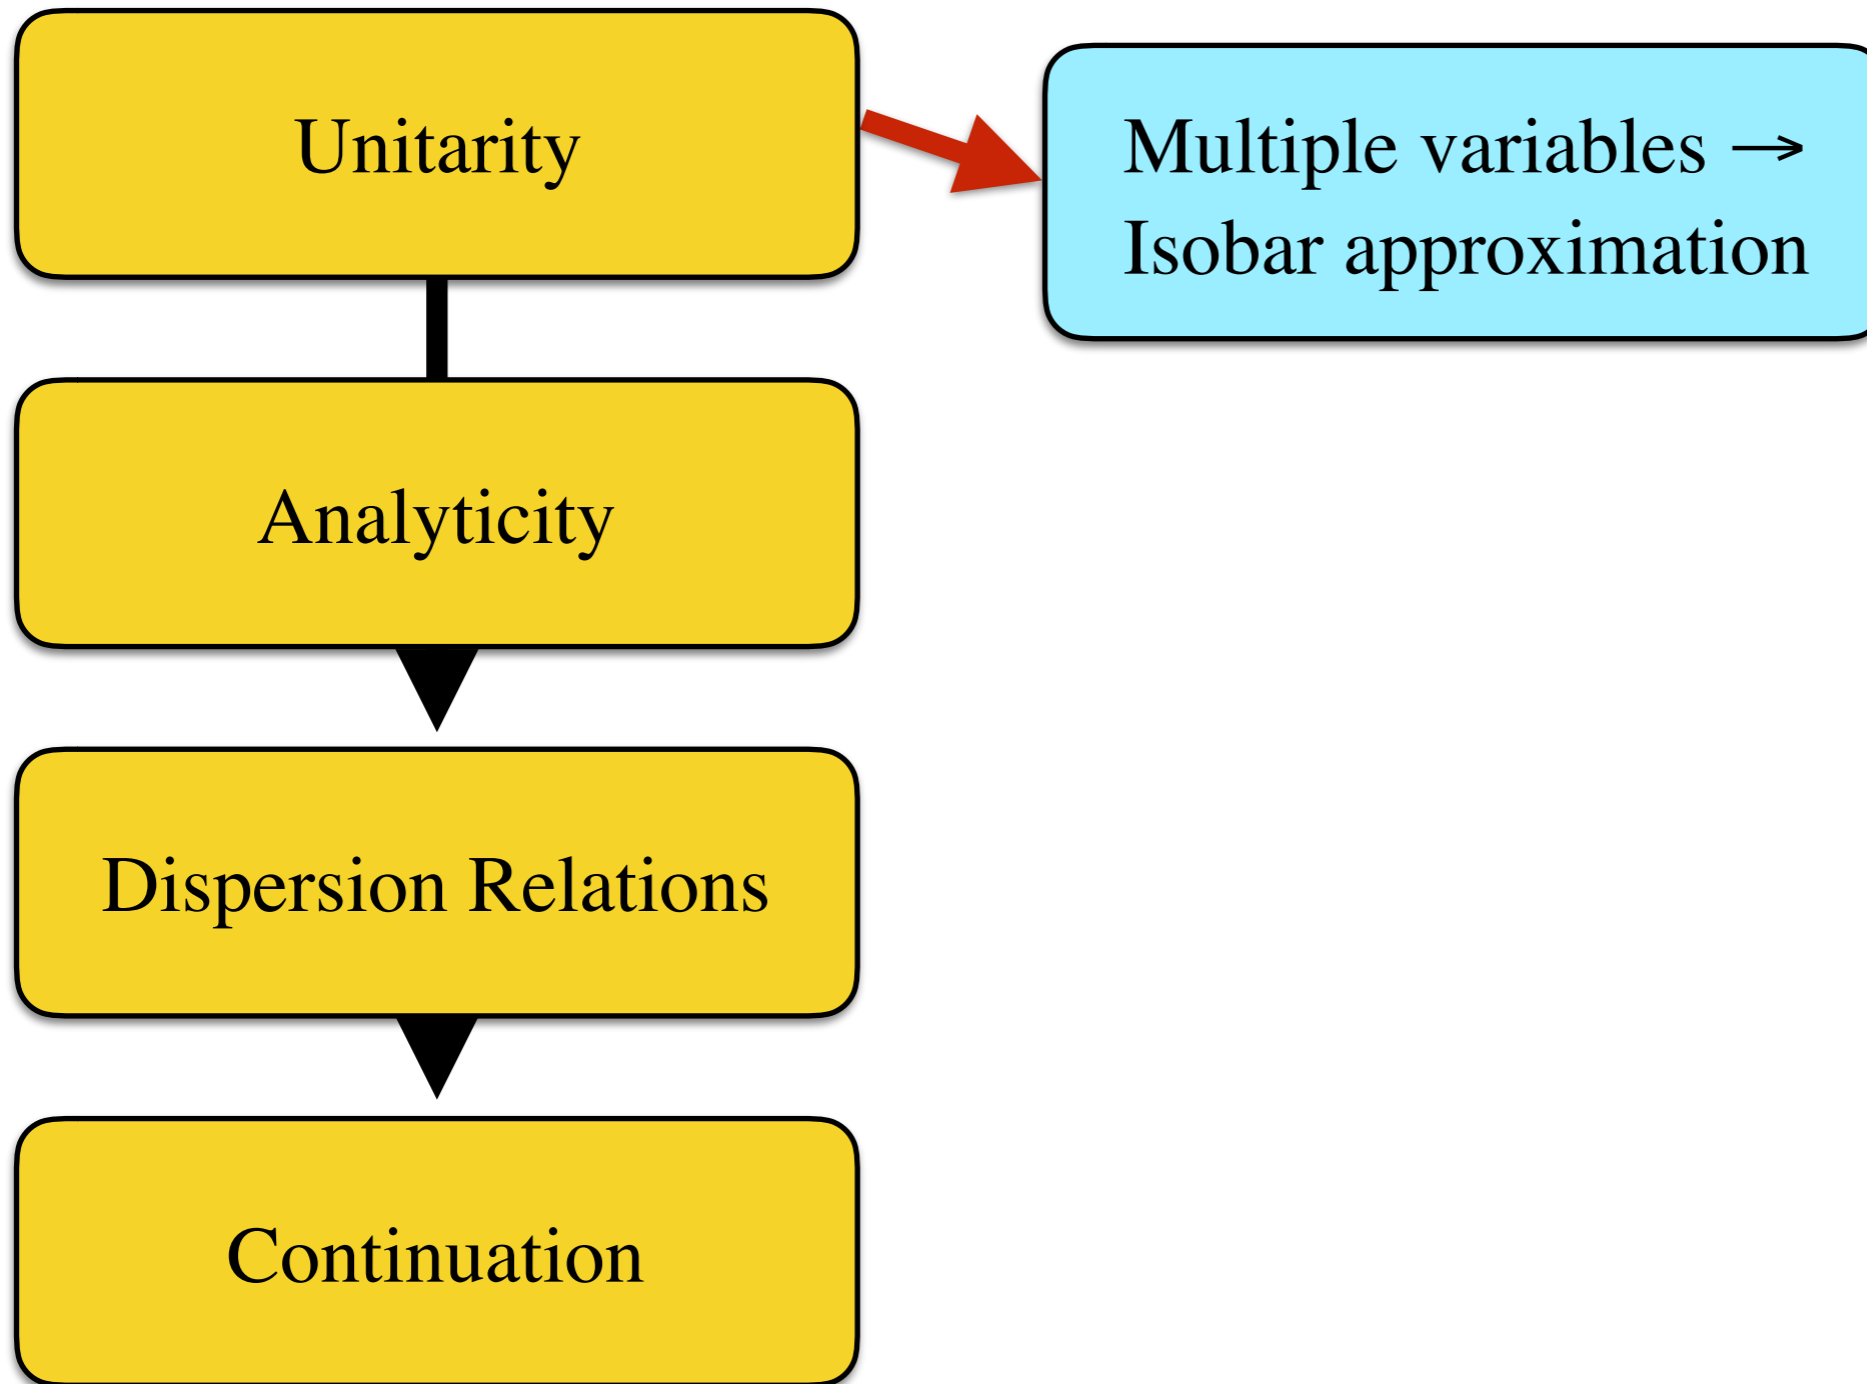 Unitarity
Multiple variables →
Isobar approximation
Analyticity
Dispersion Relations
Continuation